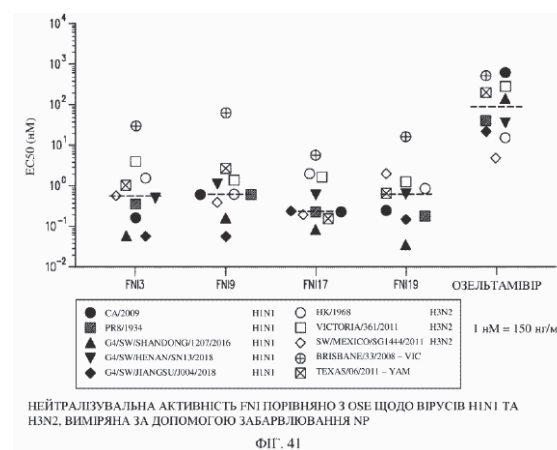 10⁴
10³
10²
10¹
10⁰
10⁻¹
10⁻²
EC50 (нМ)
FNI3 FNI9 FNI17 FNI19 ОЗЕЛЬТАМІВІР
CA/2009 H1N1 HK/1968 H3N2
PR8/1934 H1N1 VICTORIA/361/2011 H3N2
G4/SW/SHANDONG/1207/2016 H1N1 SW/MEXICO/SG1444/2011 H3N2
G4/SW/HENAN/SN13/2018 H1N1 BRISBANE/33/2008 – VIC
G4/SW/JIANGSU/J004/2018 H1N1 TEXAS/06/2011 – YAM
1 нМ = 150 нг/м
НЕЙТРАЛІЗУВАЛЬНА АКТИВНІСТЬ FNI ПОРІВНЯНО З OSE ЩОДО ВІРУСІВ H1N1 ТА
H3N2, ВИМІРЯНА ЗА ДОПОМОГОЮ ЗАБАРВЛЮВАННЯ NP
ФІГ. 41